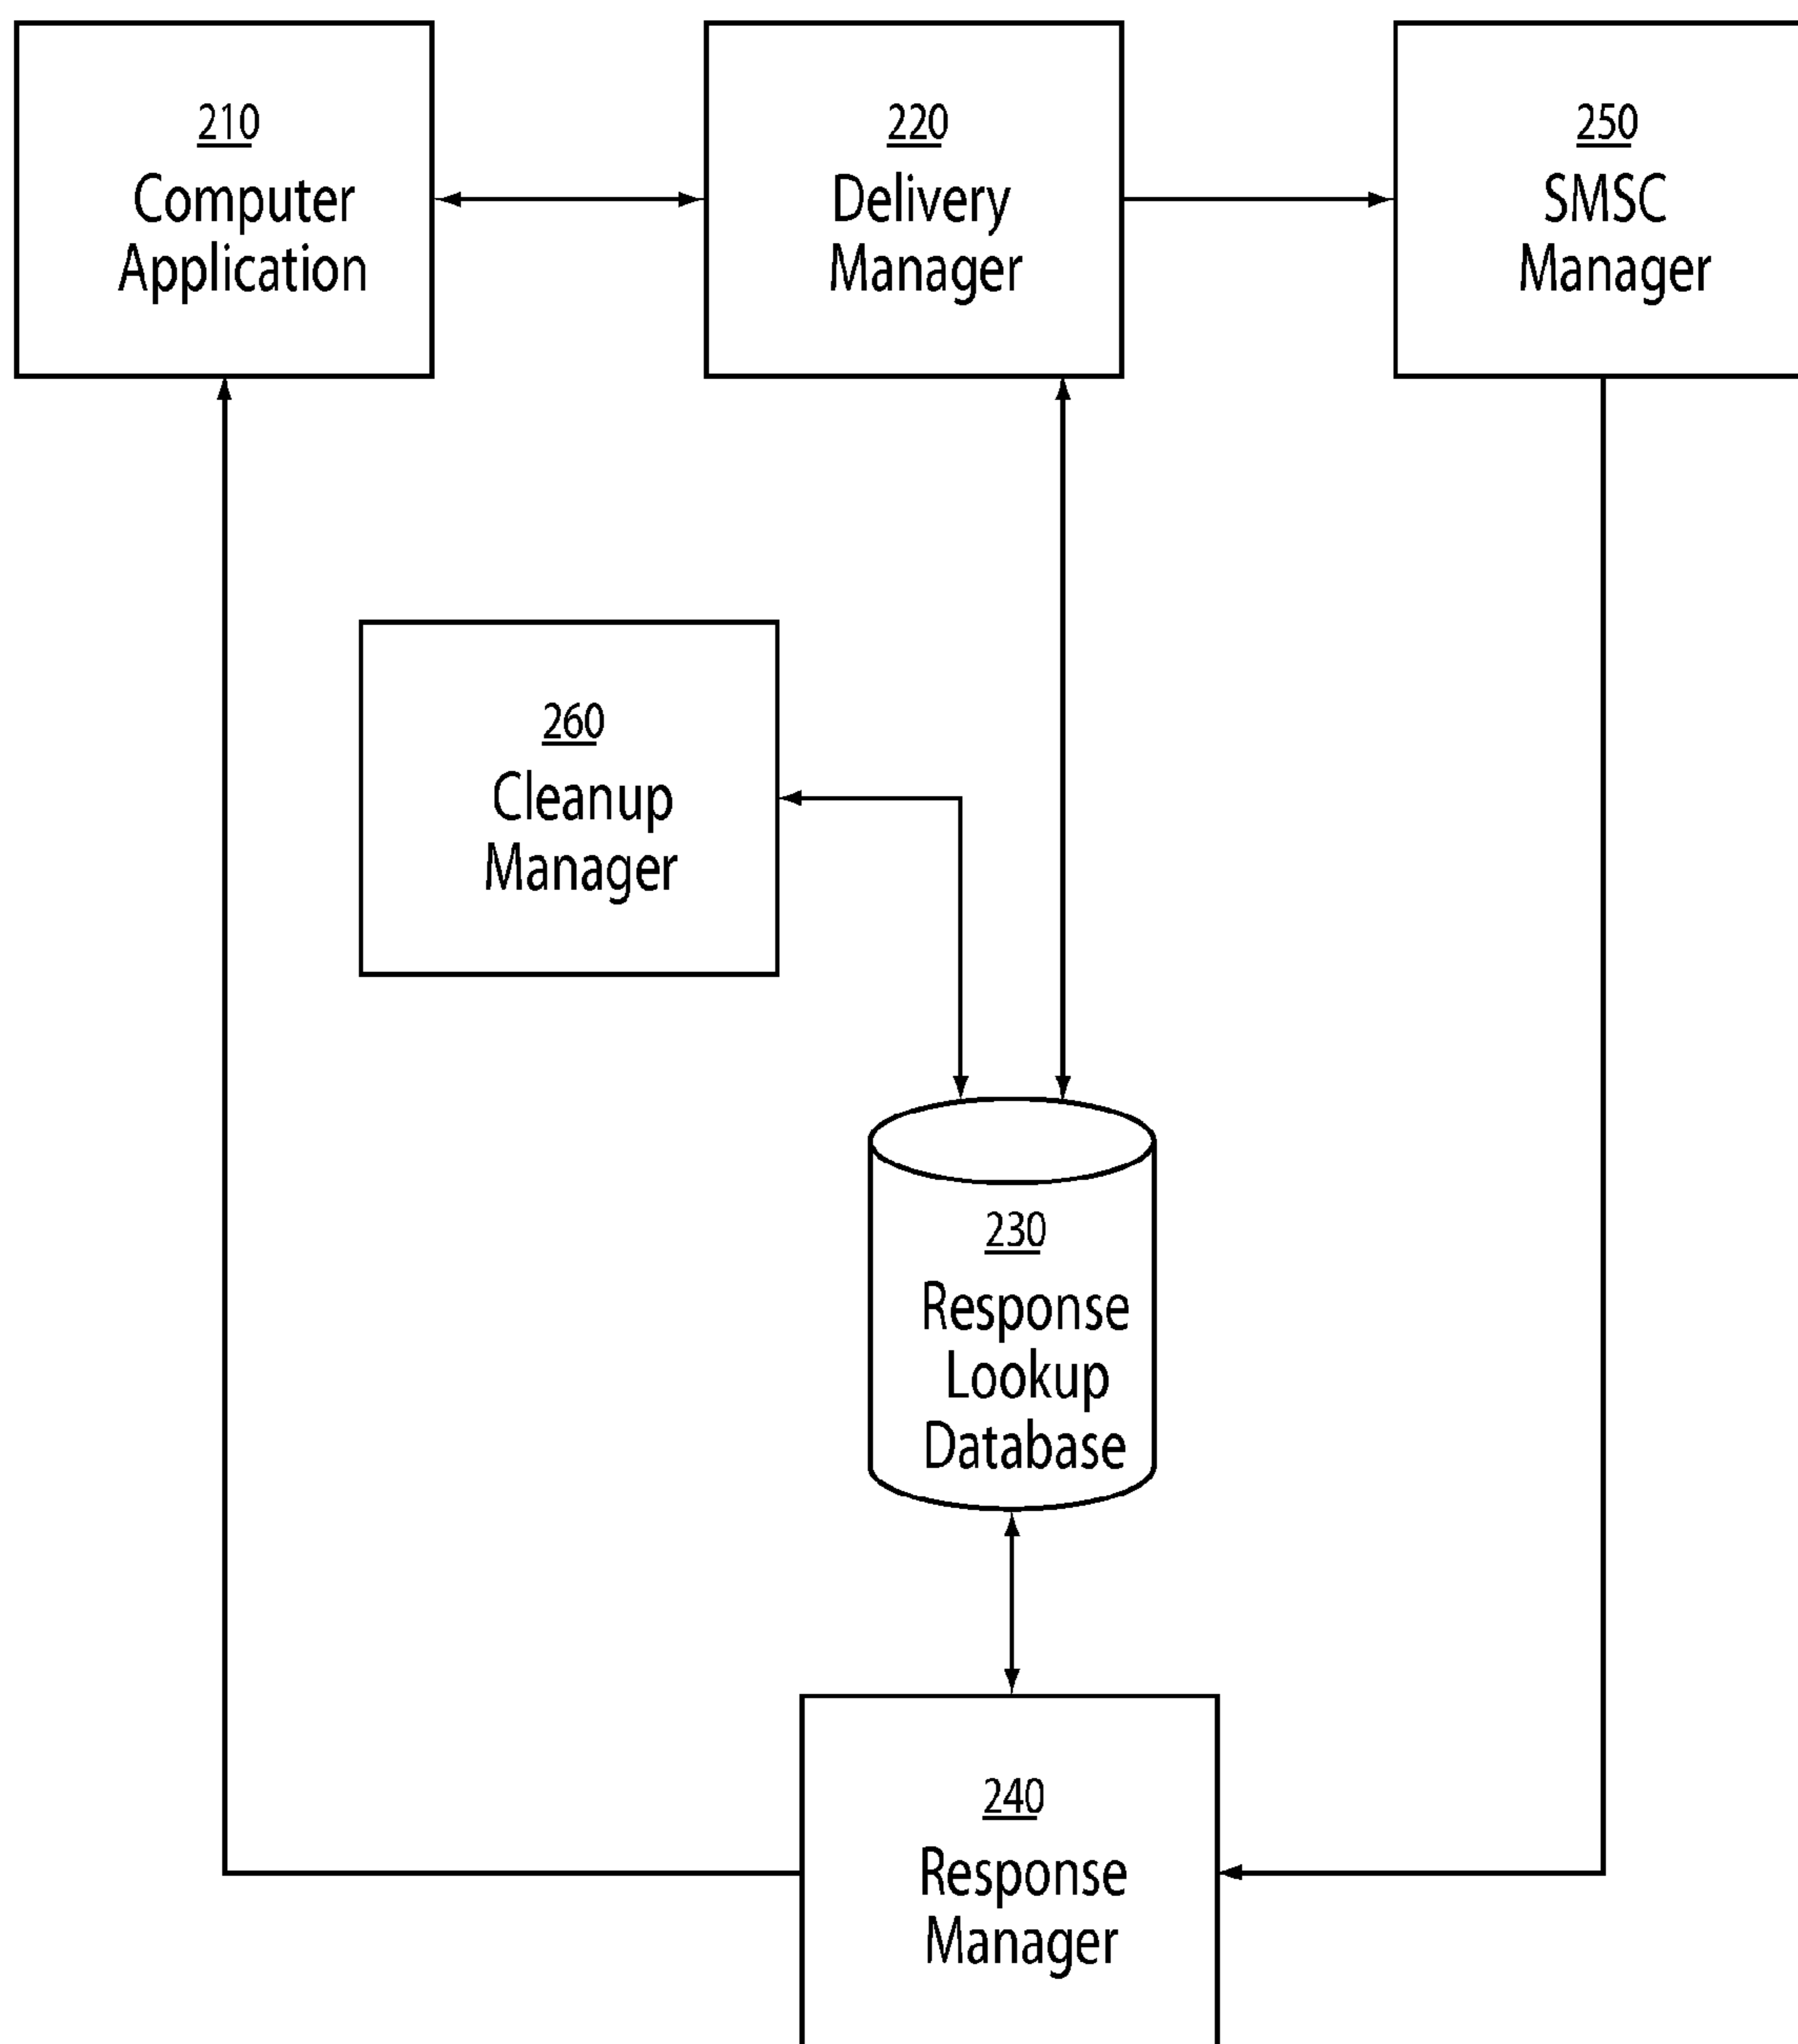 210
Computer
Application
220
Delivery
Manager
250
SMSC
Manager
260
Cleanup
Manager
230
Response
Lookup
Database
240
Response
Manager